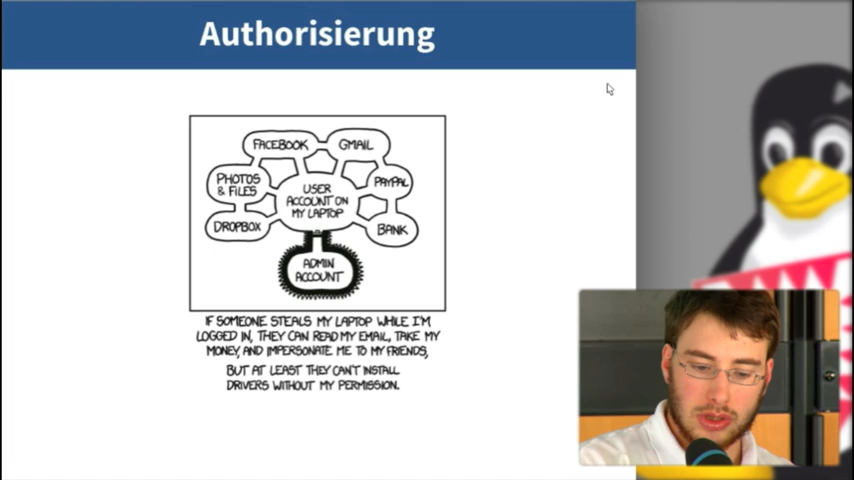 Authorisierung
FACEBOOK
GMAIL
PHOTOS
& FILES
USER
ACCOUNT ON
MY LAPTOP
PAYPAL
DROPBOX
BANK
ADMIN
ACCOUNT
IF SOMEONE STEALS MY LAPTOP WHILE I'M
LOGGED IN, THEY CAN READ MY EMAIL, TAKE MY
MONEY, AND IMPERSONATE ME TO MY FRIENDS,
BUT AT LEAST THEY CAN'T INSTALL
DRIVERS WITHOUT MY PERMISSION.